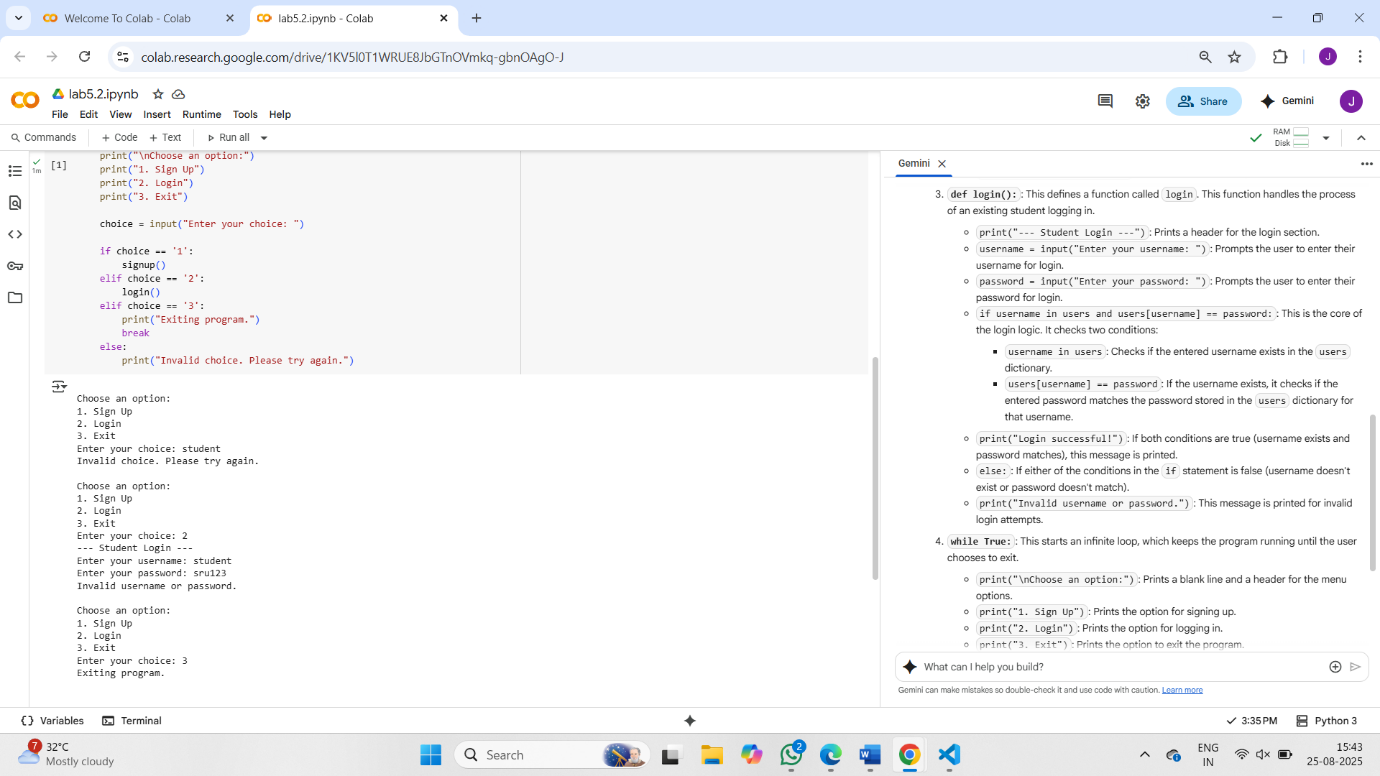 Welcome To Colab - Colab
lab5.2.ipynb - Colab
colab.research.google.com/drive/1KV5l0T1WRUE8JbGTnOVmkq-gbnOAgO-J
J
lab5.2.ipynb
File Edit View Insert Runtime Tools Help
Share
Gemini
J
Commands + Code + Text Run all
RAM
Disk
[1]
1m
print("\nChoose an option:")
print("1. Sign Up")
print("2. Login")
print("3. Exit")
choice = input("Enter your choice: ")
if choice == '1':
signup()
elif choice == '2':
login()
elif choice == '3':
print("Exiting program.")
break
else:
print("Invalid choice. Please try again.")
Choose an option:
1. Sign Up
2. Login
3. Exit
Enter your choice: student
Invalid choice. Please try again.
Choose an option:
1. Sign Up
2. Login
3. Exit
Enter your choice: 2
--- Student Login ---
Enter your username: student
Enter your password: sru123
Invalid username or password.
Choose an option:
1. Sign Up
2. Login
3. Exit
Enter your choice: 3
Exiting program.
Gemini
3. def login(): : This defines a function called login . This function handles the process
of an existing student logging in.
print("--- Student Login ---") : Prints a header for the login section.
username = input("Enter your username: ") : Prompts the user to enter their
username for login.
password = input("Enter your password: ") : Prompts the user to enter their
password for login.
if username in users and users[username] == password: : This is the core of
the login logic. It checks two conditions:
username in users : Checks if the entered username exists in the users
dictionary.
users[username] == password : If the username exists, it checks if the
entered password matches the password stored in the users dictionary for
that username.
print("Login successful!") : If both conditions are true (username exists and
password matches), this message is printed.
else: : If either of the conditions in the if statement is false (username doesn't
exist or password doesn't match).
print("Invalid username or password.") : This message is printed for invalid
login attempts.
4. while True: : This starts an infinite loop, which keeps the program running until the user
chooses to exit.
print("\nChoose an option:") : Prints a blank line and a header for the menu
options.
print("1. Sign Up") : Prints the option for signing up.
print("2. Login") : Prints the option for logging in.
print("3. Exit") : Prints the option to exit the program.
What can I help you build?
Gemini can make mistakes so double-check it and use code with caution. Learn more
Variables Terminal
3:35 PM Python 3
7
32°C
Mostly cloudy
Search
2
ENG
IN
15:43
25-08-2025